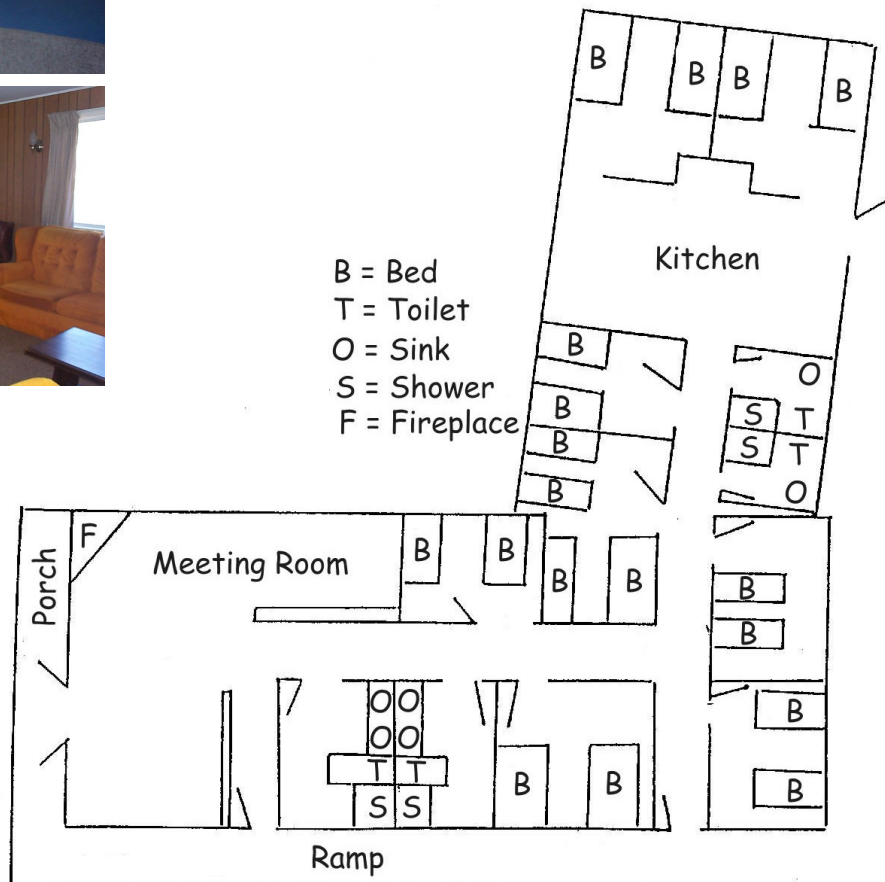 B B B B
Kitchen
B = Bed
T = Toilet
O = Sink
S = Shower
F = Fireplace
B
O
B
S T
B
S T
B
O
F
Porch
Meeting Room
B B B B
B
B
B
O O
O O
T T
S S
B B
B
Ramp